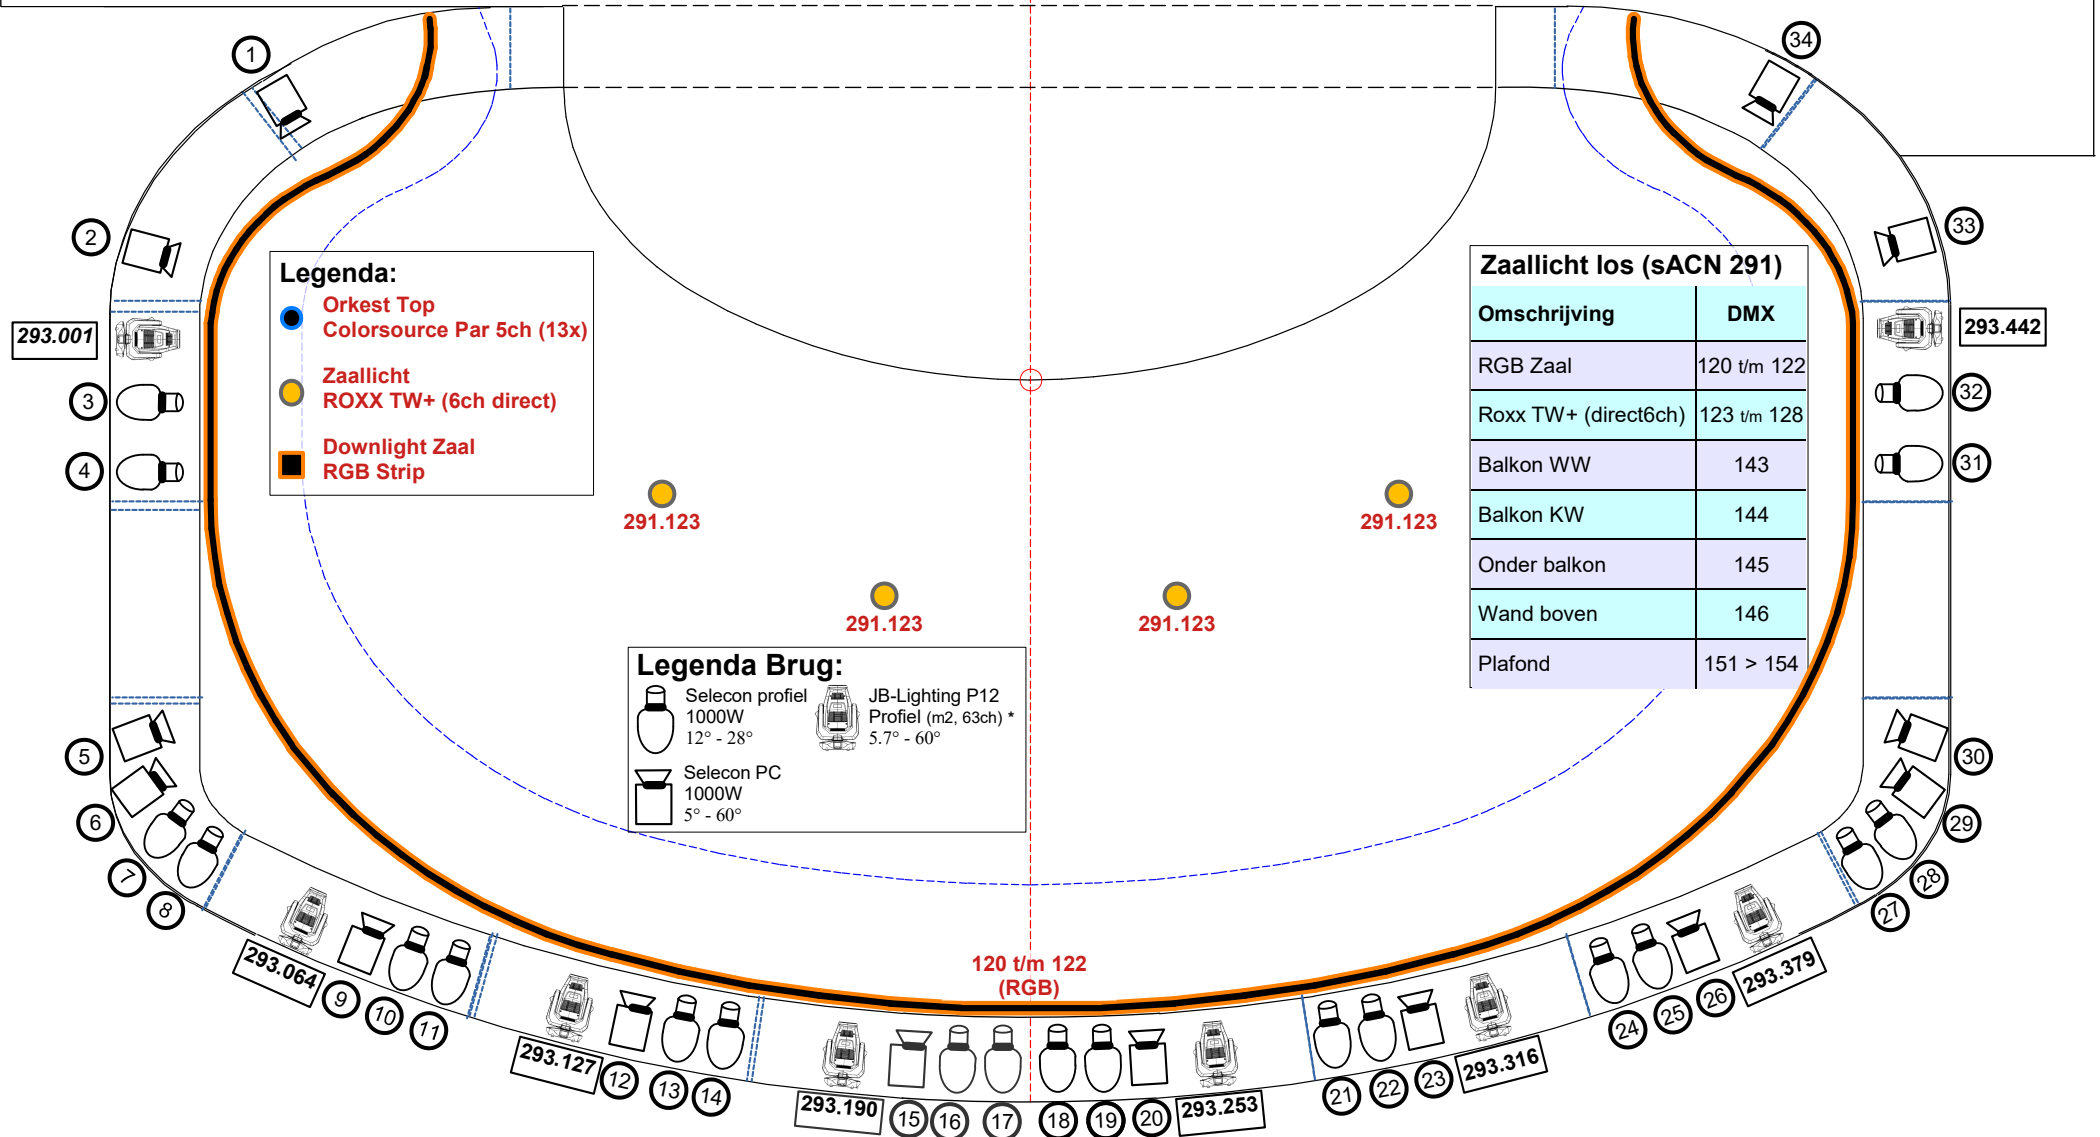 1
34
2
33
Legenda:
Orkest Top
Colorsource Par 5ch (13x)
Zaallicht
ROXX TW+ (6ch direct)
Downlight Zaal
RGB Strip
Zaallicht los (sACN 291)
Omschrijving DMX
RGB Zaal 120 t/m 122
Roxx TW+ (direct6ch) 123 t/m 128
Balkon WW 143
Balkon KW 144
Onder balkon 145
Wand boven 146
Plafond 151 > 154
293.001
293.442
3
32
4
31
291.123
291.123
291.123
291.123
Legenda Brug:
Selecon profiel
1000W
12° - 28°
JB-Lighting P12
Profiel (m2, 63ch) *
5.7° - 60°
Selecon PC
1000W
5° - 60°
5
30
6
29
7
28
8
27
120 t/m 122
(RGB)
293.064
9
10
11
293.127
12
13
14
293.190
15
16
17
18
19
20
293.253
21
22
23
293.316
24
25
26
293.379